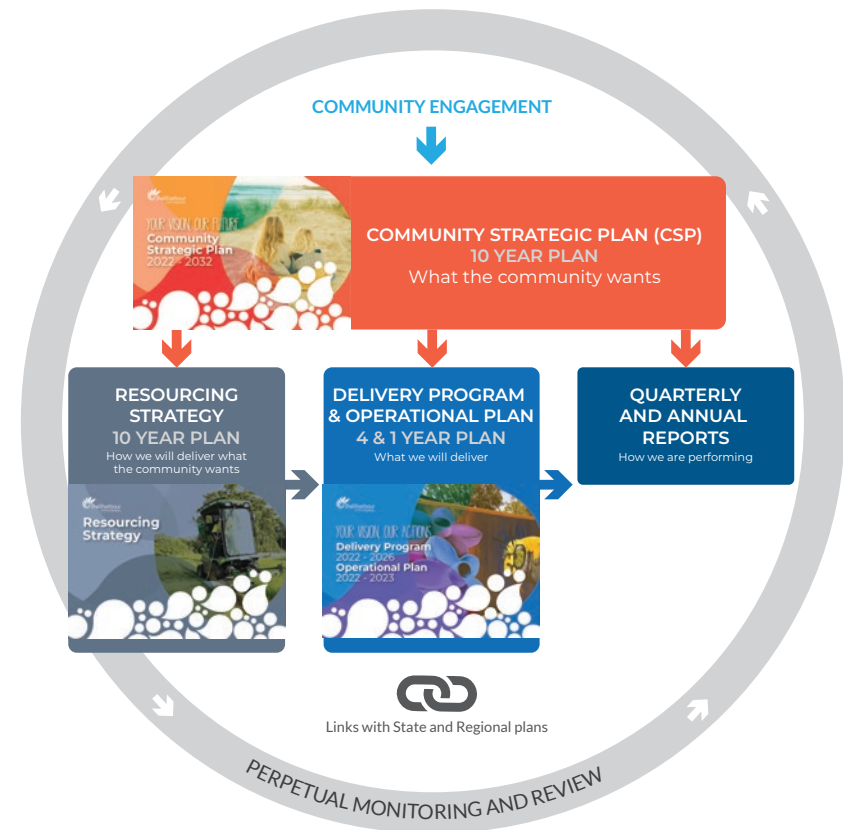 COMMUNITY ENGAGEMENT
YOUR VISION, OUR FUTURE
Community
Strategic Plan
2022 - 2032
COMMUNITY STRATEGIC PLAN (CSP)
10 YEAR PLAN
What the community wants
RESOURCING
STRATEGY
10 YEAR PLAN
How we will deliver what
the community wants
Resourcing
Strategy
DELIVERY PROGRAM
& OPERATIONAL PLAN
4 & 1 YEAR PLAN
What we will deliver
YOUR VISION, OUR ACTIONS
Delivery Program
2022 - 2026
Operational Plan
2022 - 2023
QUARTERLY
AND ANNUAL
REPORTS
How we are performing
Links with State and Regional plans
PERPETUAL MONITORING AND REVIEW